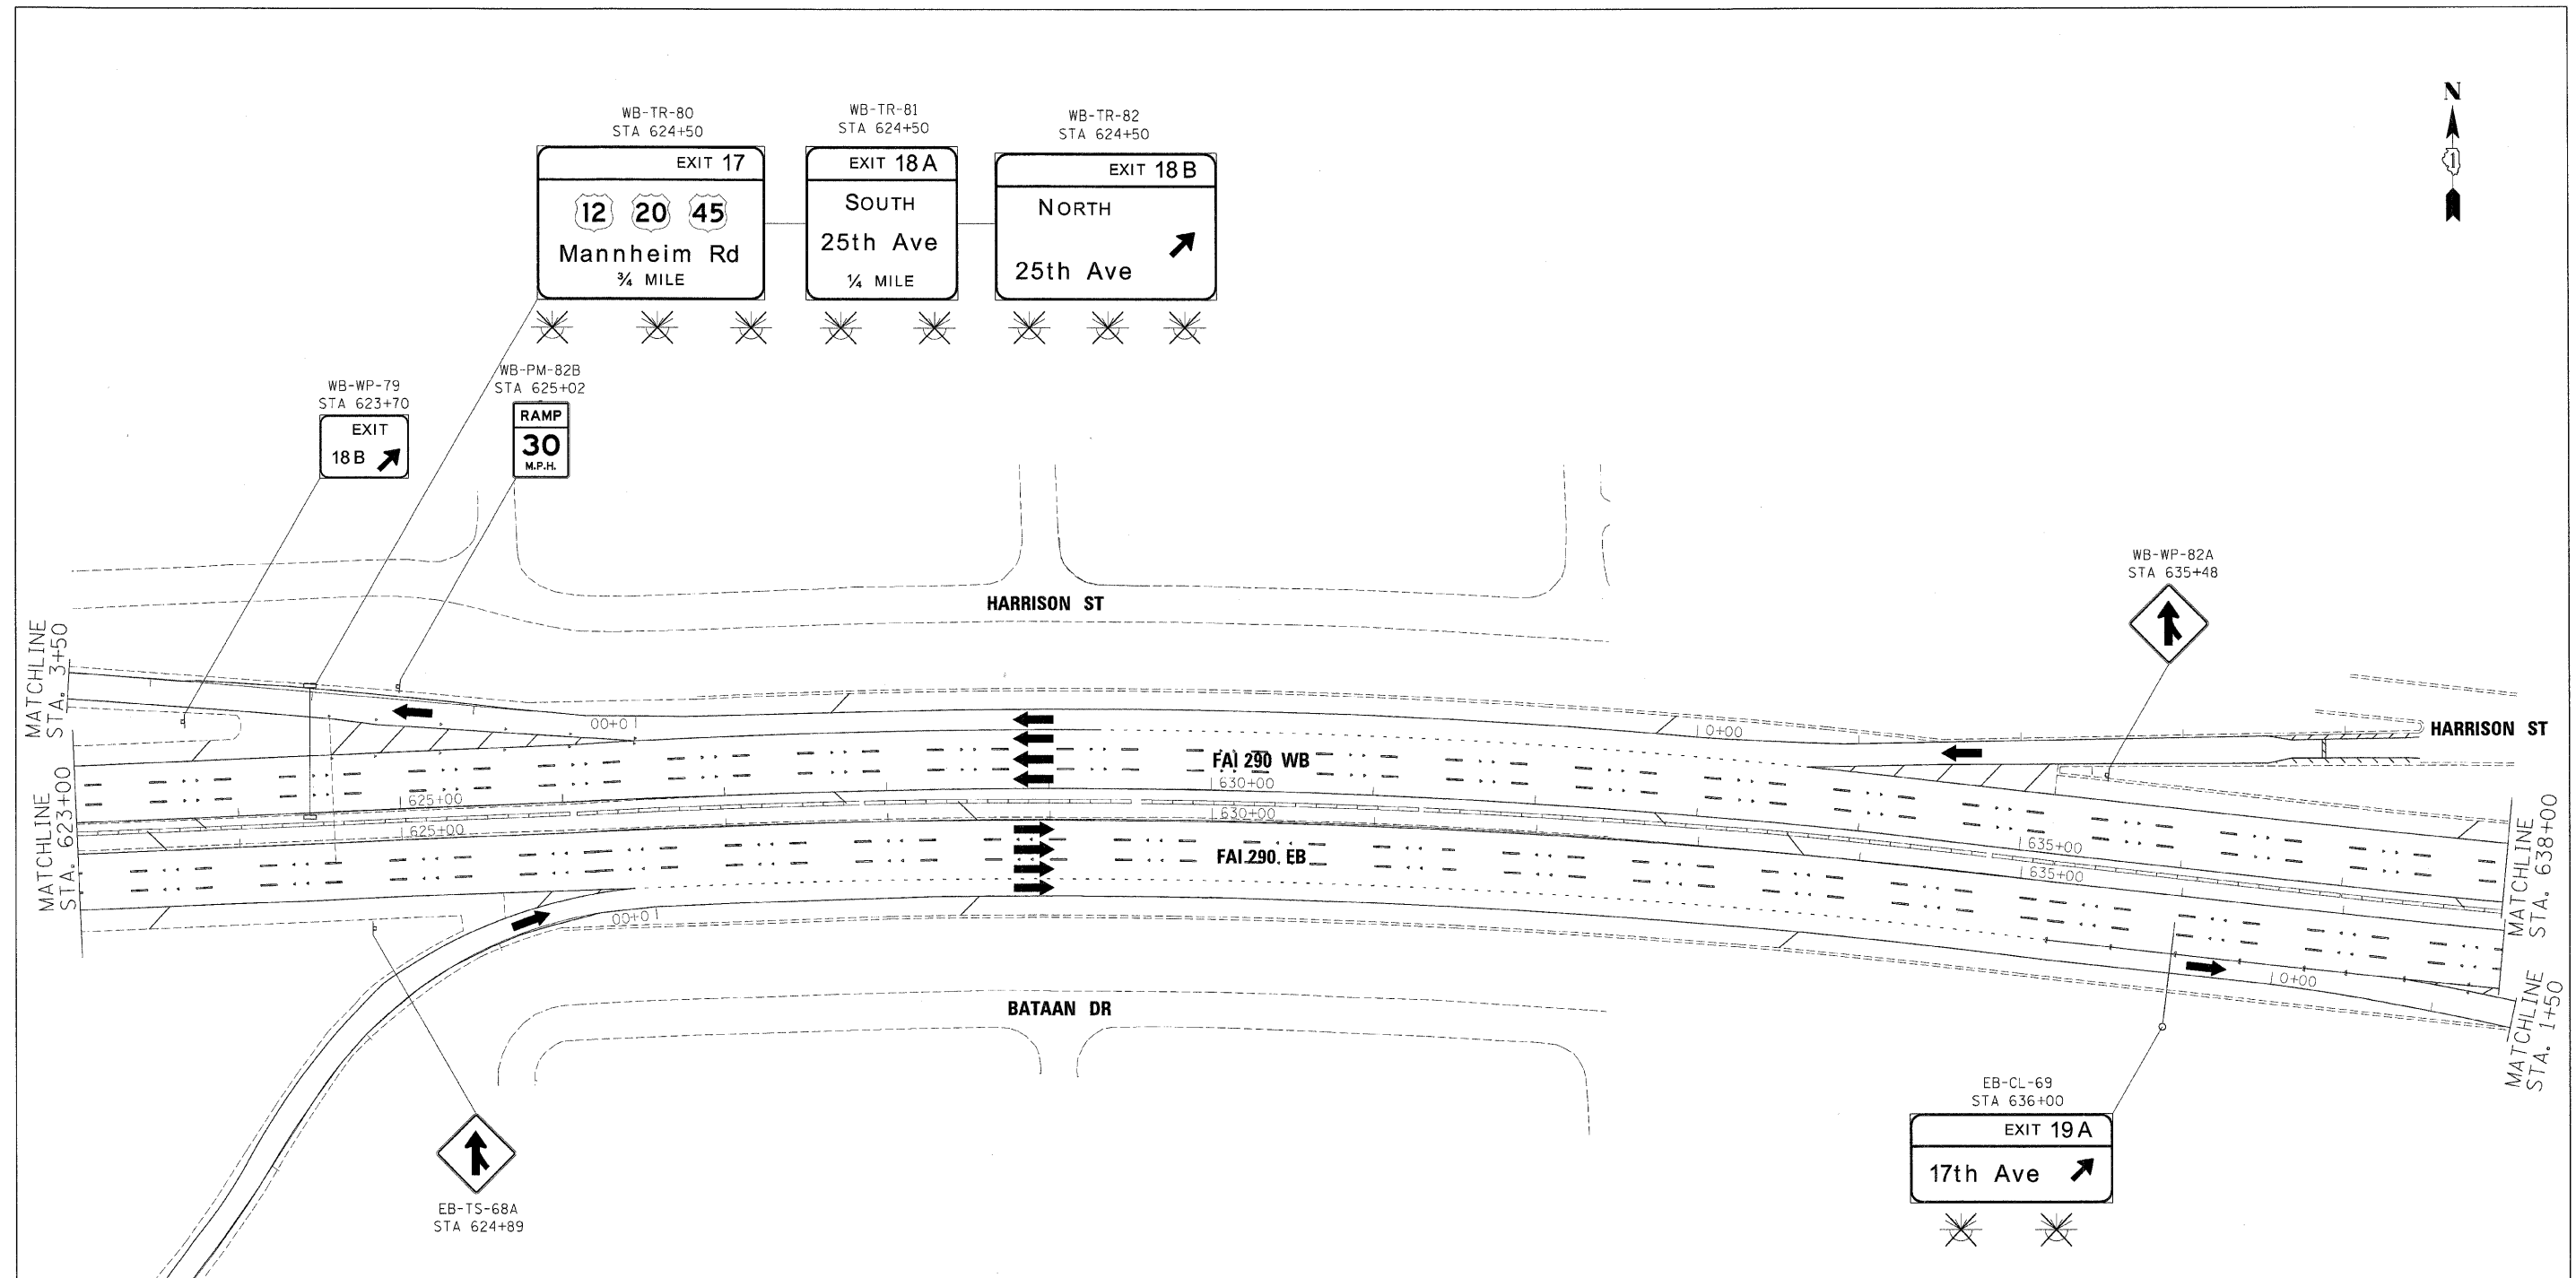 N
WB-TR-80
STA 624+50
EXIT 17
12 20 45
Mannheim Rd
¾ MILE
WB-TR-81
STA 624+50
EXIT 18A
SOUTH
25th Ave
¼ MILE
WB-TR-82
STA 624+50
EXIT 18B
NORTH
25th Ave
WB-WP-79
STA 623+70
EXIT
18B
WB-PM-82B
STA 625+02
RAMP
30
M.P.H.
WB-WP-82A
STA 635+48
HARRISON ST
HARRISON ST
MATCHLINE
STA. 3+50
MATCHLINE
STA. 623+00
00+01
0+00
FAI 290 WB
625+00
630+00
635+00
625+00
630+00
635+00
FAI 290 EB
00+01
0+00
MATCHLINE
STA. 638+00
MATCHLINE
STA. 1+50
BATAAN DR
EB-TS-68A
STA 624+89
EB-CL-69
STA 636+00
EXIT 19A
17th Ave